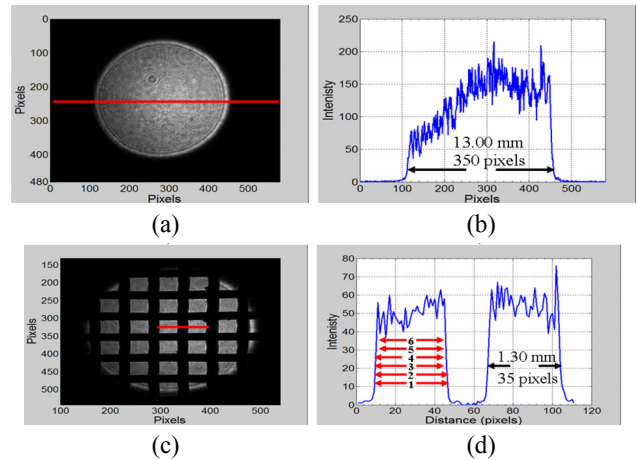 0
100
200
300
400
480
Pixels
0 100 200 300 400 500
Pixels
(a)
250
200
150
100
50
0
Intenisty
13.00 mm
350 pixels
0 100 200 300 400 500
Pixels
(b)
150
200
250
300
350
400
450
500
Pixels
100 200 300 400 500
Pixels
(c)
80
70
60
50
40
30
20
10
0
Intenisty
6
5
4
3
2
1
1.30 mm
35 pixels
0 20 40 60 80 100 120
Distance (pixels)
(d)